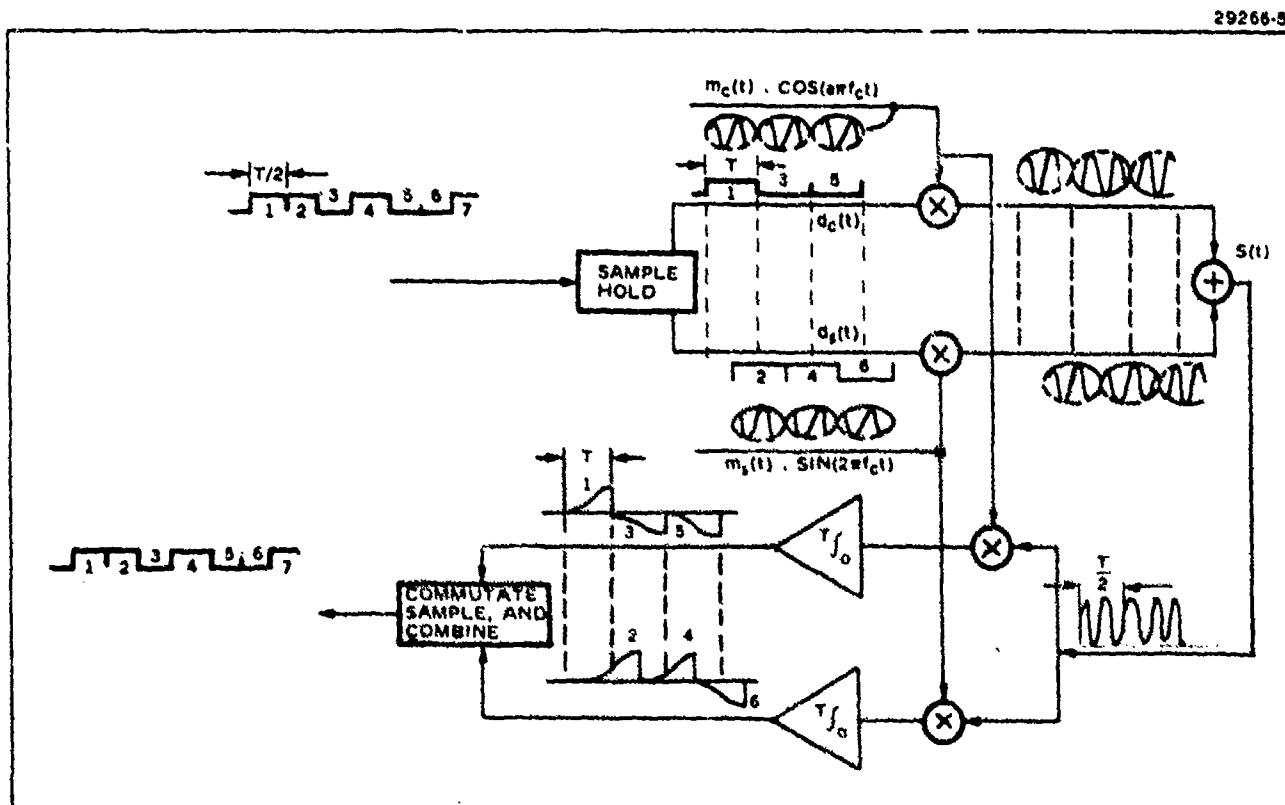 29266-5
m_c(t) . COS(aπf_ct)
T/2
1 2 3 4 5 6 7
T
1 3 5
d_c(t)
SAMPLE
HOLD
S(t)
d_s(t)
2 4 6
m_s(t) . SIN(2πf_ct)
T
1
3 5
T∫o
T/2
1 2 3 4 5 6 7
COMMUTATE
SAMPLE, AND
COMBINE
2 4
6
T∫o